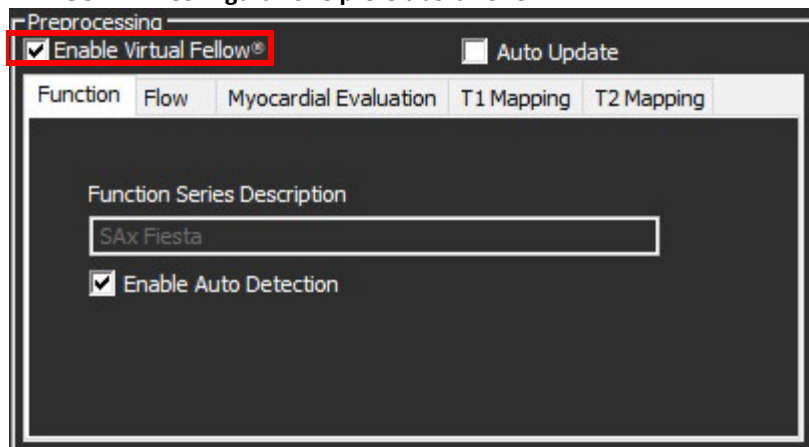 Preprocessing
Enable Virtual Fellow® Auto Update
Function Flow Myocardial Evaluation T1 Mapping T2 Mapping
Function Series Description
SAx Fiesta
Enable Auto Detection